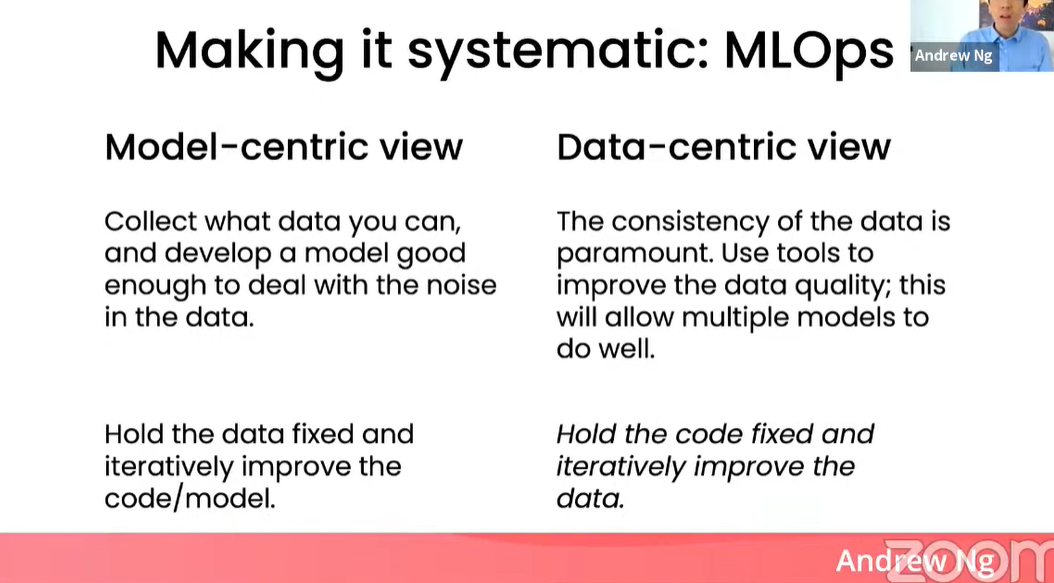 Making it systematic: MLOps
Andrew Ng
Model-centric view
Collect what data you can,
and develop a model good
enough to deal with the noise
in the data.
Hold the data fixed and
iteratively improve the
code/model.
Data-centric view
The consistency of the data is
paramount. Use tools to
improve the data quality; this
will allow multiple models to
do well.
Hold the code fixed and
iteratively improve the
data.
Andrew Ng
zoom